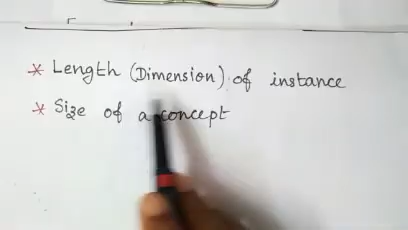 * Length (Dimension) of instance
* Size of a concept